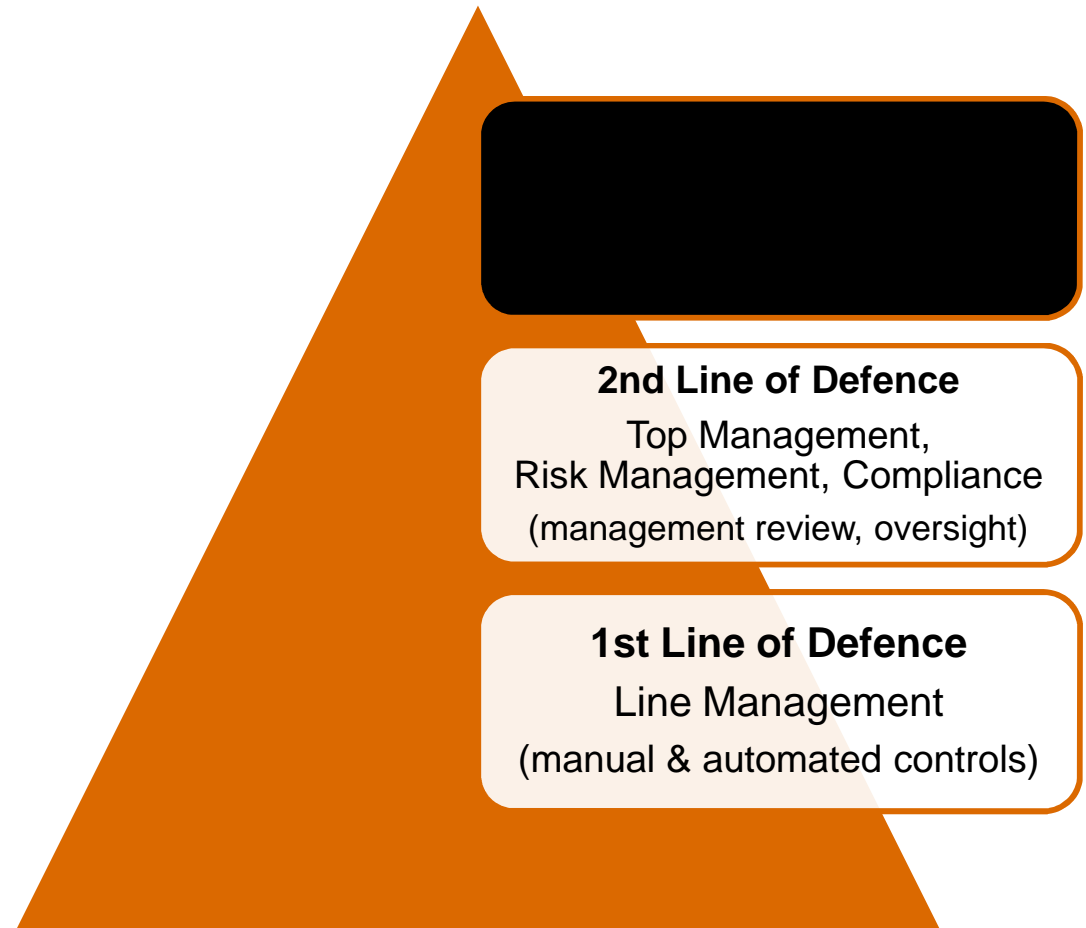 2nd Line of Defence
Top Management,
Risk Management, Compliance
(management review, oversight)
1st Line of Defence
Line Management
(manual & automated controls)